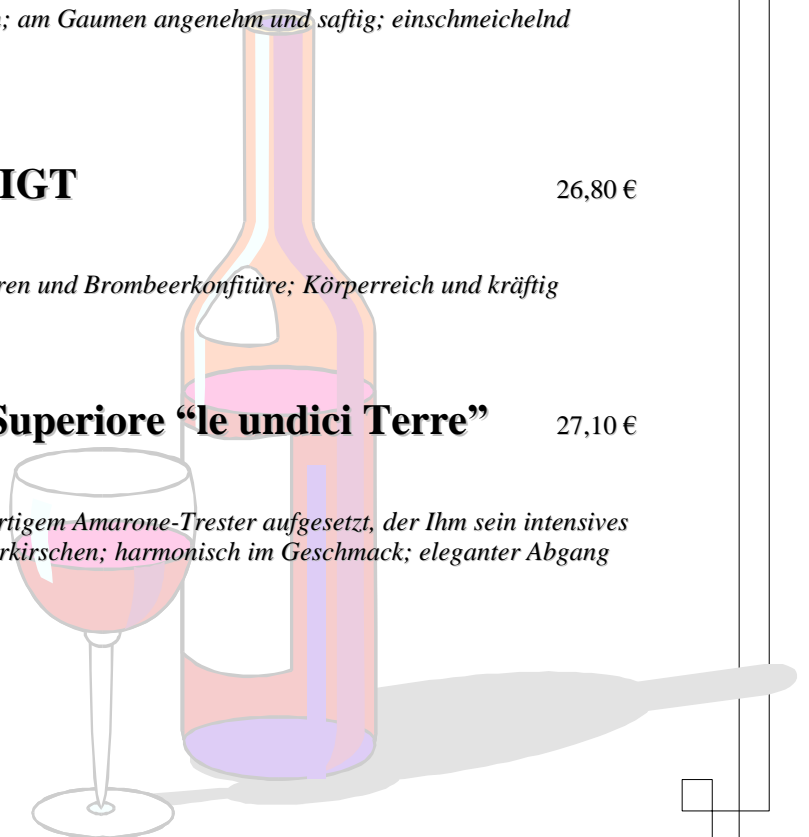 ; am Gaumen angenehm und saftig; einschmeichelnd
IGT 26,80 €
ren und Brombeerkonfitüre; Körperreich und kräftig
Superiore “le undici Terre” 27,10 €
rtigem Amarone-Trester aufgesetzt, der Ihm sein intensives
rkirschen; harmonisch im Geschmack; eleganter Abgang